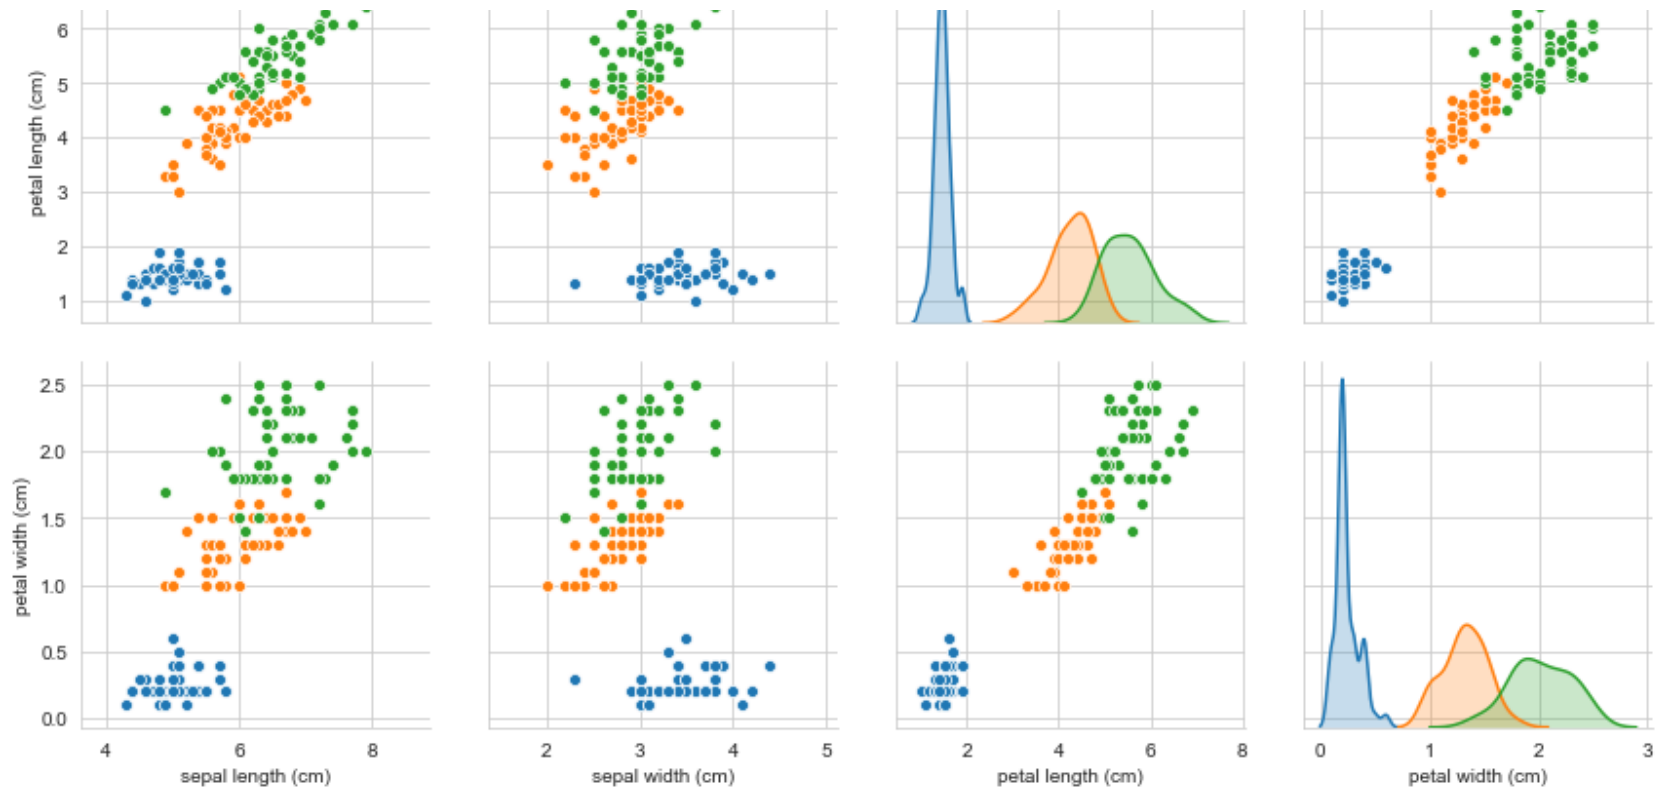 6
5
4
3
2
1
petal length (cm)
2.5
2.0
1.5
1.0
0.5
0.0
petal width (cm)
4 6 8
2 3 4 5
2 4 6 8
0 1 2 3
sepal length (cm)
sepal width (cm)
petal length (cm)
petal width (cm)